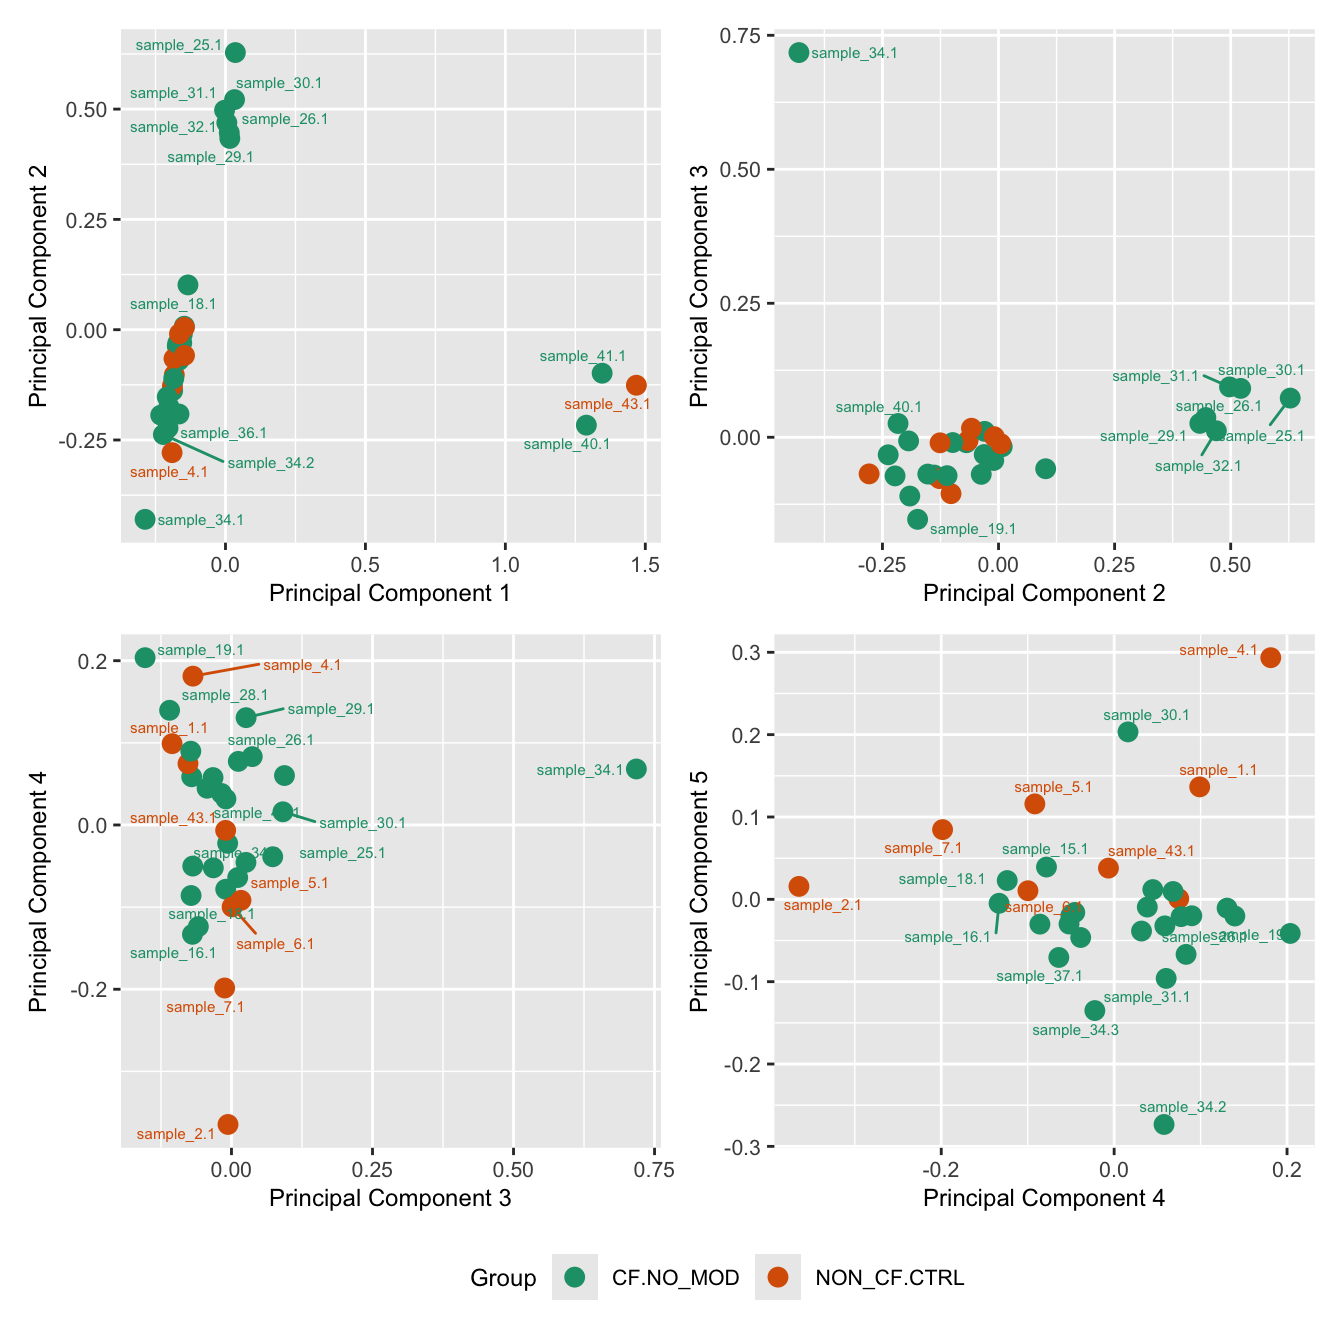 sample_25.1
sample_30.1
sample_31.1
sample_26.1
sample_32.1
sample_29.1
sample_18.1
sample_41.1
sample_43.1
sample_40.1
sample_36.1
sample_34.2
sample_4.1
sample_34.1
0.50
0.25
0.00
-0.25
0.0
0.5
1.0
1.5
Principal Component 1
Principal Component 2
sample_34.1
sample_31.1
sample_30.1
sample_40.1
sample_26.1
sample_29.1
sample_25.1
sample_32.1
sample_19.1
0.75
0.50
0.25
0.00
-0.25
0.00
0.25
0.50
Principal Component 2
Principal Component 3
sample_19.1
sample_4.1
sample_28.1
sample_29.1
sample_1.1
sample_26.1
sample_34.1
sample_43.1
sample_30.1
sample_25.1
sample_5.1
sample_6.1
sample_16.1
sample_7.1
sample_2.1
0.2
0.0
-0.2
0.00
0.25
0.50
0.75
Principal Component 3
Principal Component 4
sample_4.1
sample_30.1
sample_1.1
sample_5.1
sample_7.1
sample_15.1
sample_43.1
sample_18.1
sample_2.1
sample_16.1
sample_37.1
sample_31.1
sample_34.3
sample_34.2
0.3
0.2
0.1
0.0
-0.1
-0.2
-0.3
-0.2
0.0
0.2
Principal Component 4
Principal Component 5
Group
CF.NO_MOD
NON_CF.CTRL